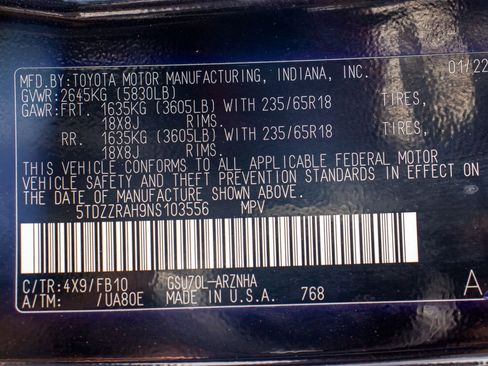 MFD.BY:TOYOTA MOTOR MANUFACTURING, INDIANA, INC. 01/22
GVWR:2645KG (5830LB)
GAWR:FRT. 1635KG (3605LB) WITH 235/65R18 TIRES,
18X8J RIMS.
RR. 1635KG (3605LB) WITH 235/65R18 TIRES,
18X8J RIMS.
THIS VEHICLE CONFORMS TO ALL APPLICABLE FEDERAL MOTOR
VEHICLE SAFETY AND THEFT PREVENTION STANDARDS IN EFFECT ON
THE DATE OF MANUFACTURE SHOWN ABOVE.
5TDZZRAH9NS103556 MPV
C/TR:4X9/FB10 GSU70L-ARZNHA
A/TM: /UA80E MADE IN U.S.A. 768 A